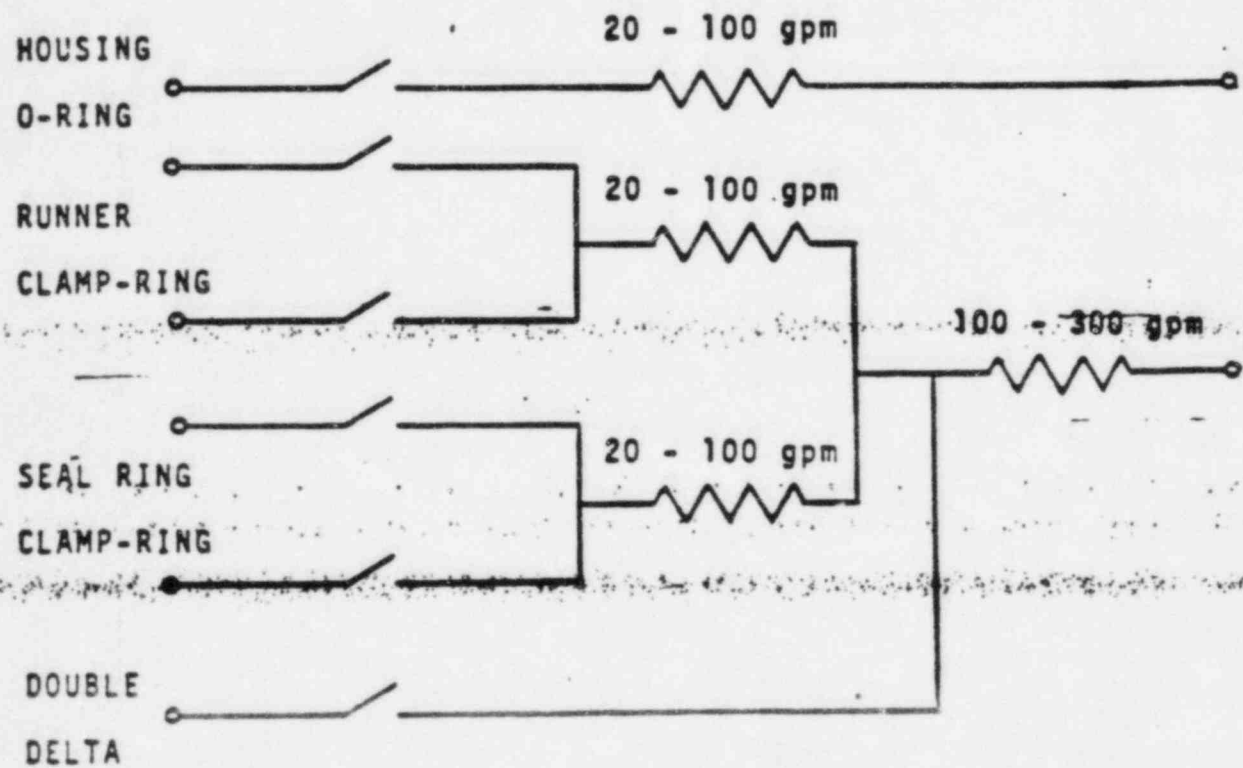 20 - 100 gpm
HOUSING
O-RING
20 - 100 gpm
RUNNER
CLAMP-RING
100 - 300 gpm
20 - 100 gpm
SEAL RING
CLAMP-RING
DOUBLE
DELTA